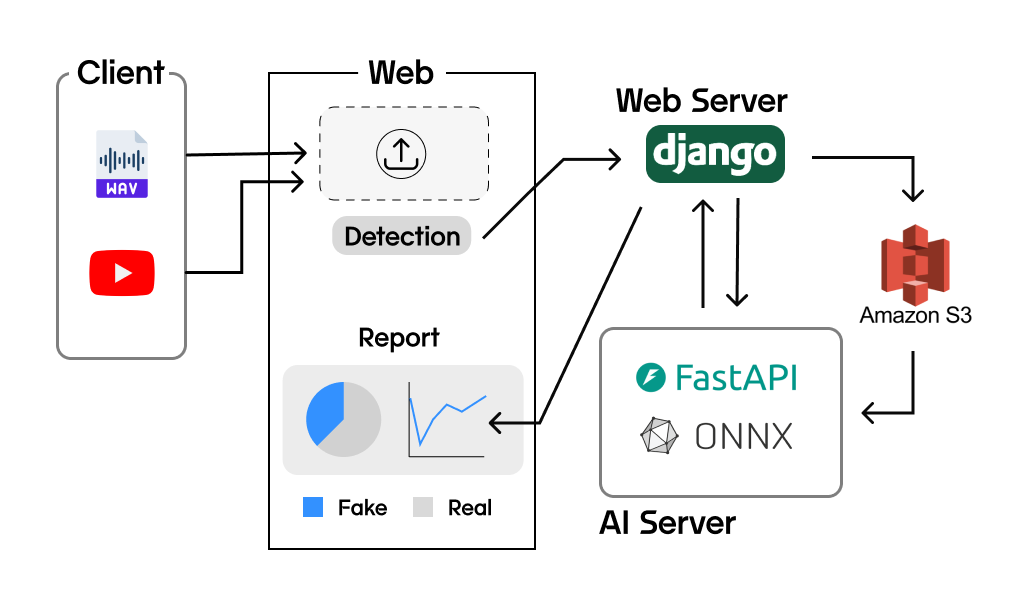 Client
WAV
Web
Detection
Report
Fake
Real
Web Server
django
Amazon S3
FastAPI
ONNX
AI Server